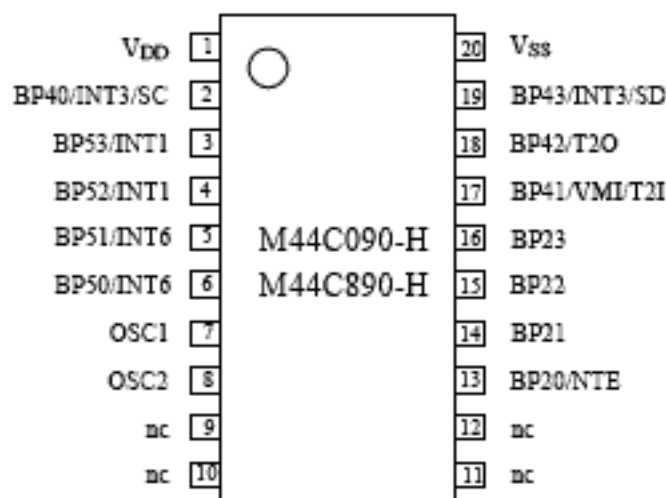 VDD 1 20 VSS
BP40/INT3/SC 2 19 BP43/INT3/SD
BP53/INT1 3 18 BP42/T2O
BP52/INT1 4 17 BP41/VMI/T2I
BP51/INT6 5 M44C090-H 16 BP23
BP50/INT6 6 M44C890-H 15 BP22
OSC1 7 14 BP21
OSC2 8 13 BP20/NTE
nc 9 12 nc
nc 10 11 nc